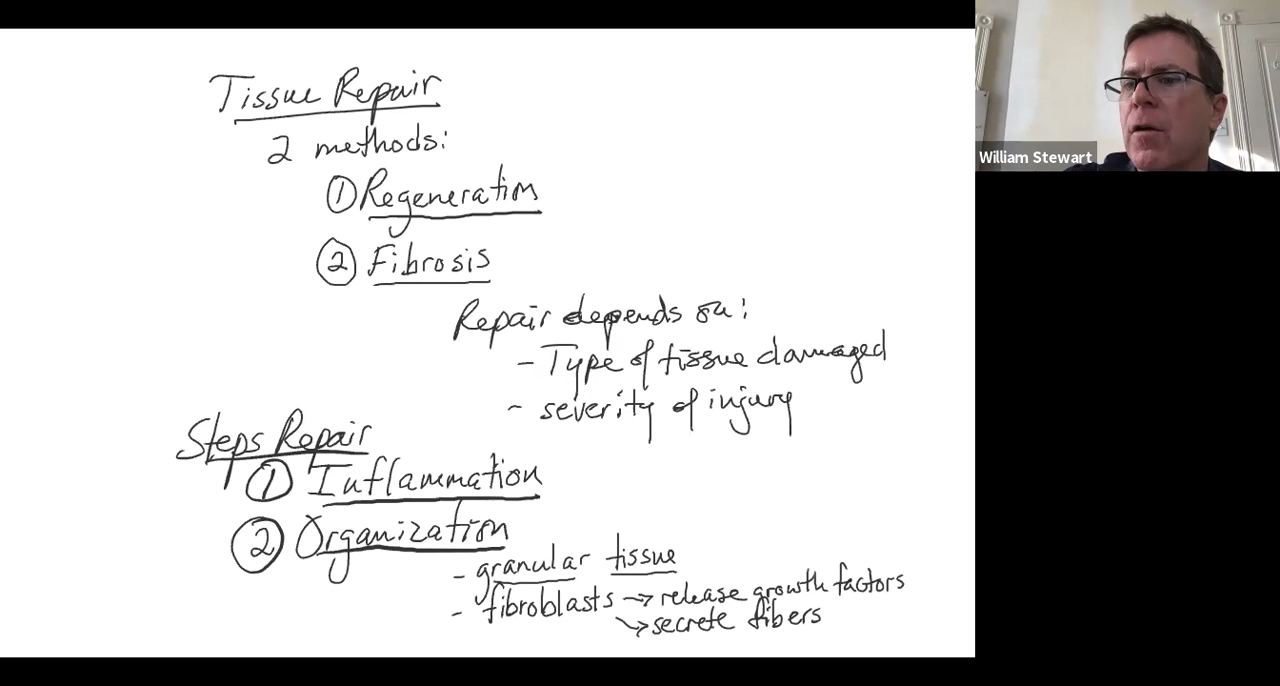 Tissue Repair
2 methods:
① Regeneration
② Fibrosis
Repair depends on:
- Type of tissue damaged
- severity of injury
Steps Repair
① Inflammation
② Organization
- granular tissue
- fibroblasts → release growth factors
↘ secrete fibers
William Stewart